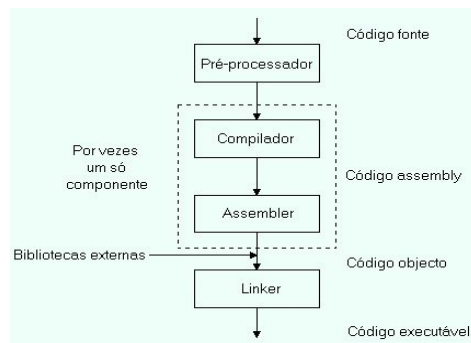 Código fonte
Pré-processador
Compilador
Por vezes
um só
componente
Código assembly
Assembler
Bibliotecas externas
Código objecto
Linker
Código executável